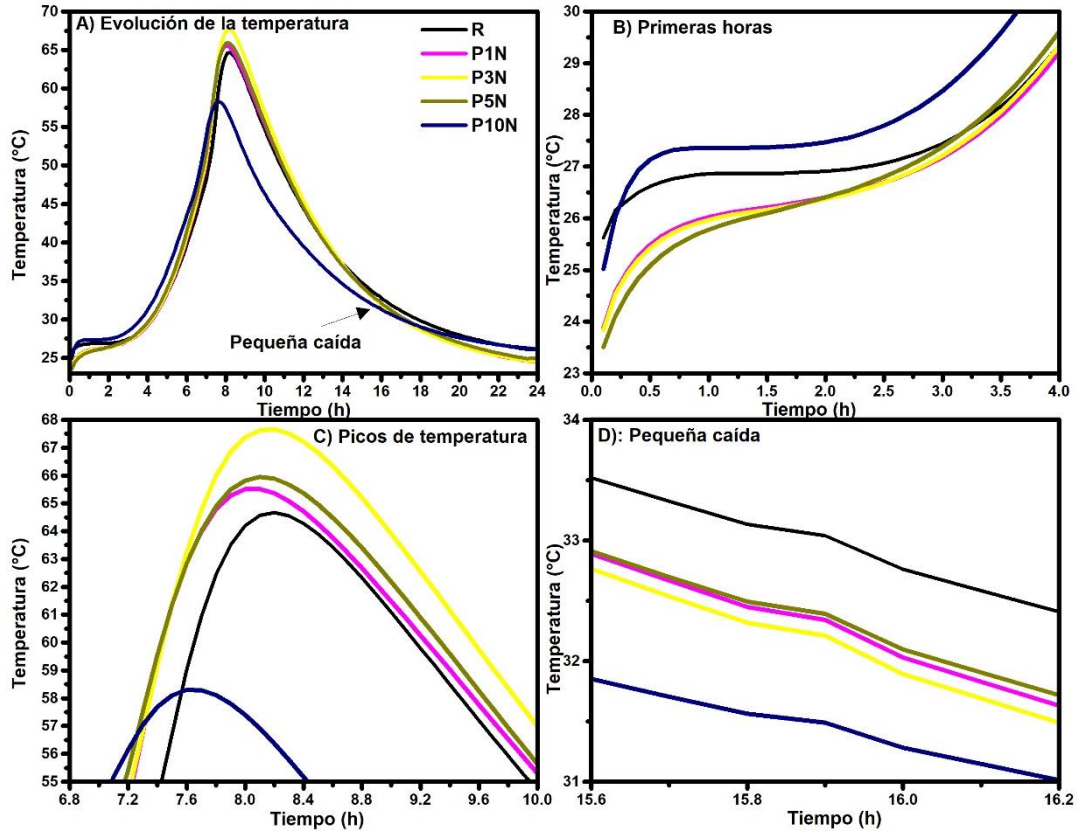 A) Evolución de la temperatura
R
P1N
P3N
P5N
P10N
Pequeña caída
Temperatura (°C)
70
65
60
55
50
45
40
35
30
25
0 2 4 6 8 10 12 14 16 18 20 22 24
Tiempo (h)
B) Primeras horas
Temperatura (°C)
30
29
28
27
26
25
24
23
0.0 0.5 1.0 1.5 2.0 2.5 3.0 3.5 4.0
Tiempo (h)
C) Picos de temperatura
Temperatura (°C)
68
67
66
65
64
63
62
61
60
59
58
57
56
55
6.8 7.2 7.6 8.0 8.4 8.8 9.2 9.6 10.0
Tiempo (h)
D): Pequeña caída
Temperatura (°C)
34
33
32
31
15.6 15.8 16.0 16.2
Tiempo (h)